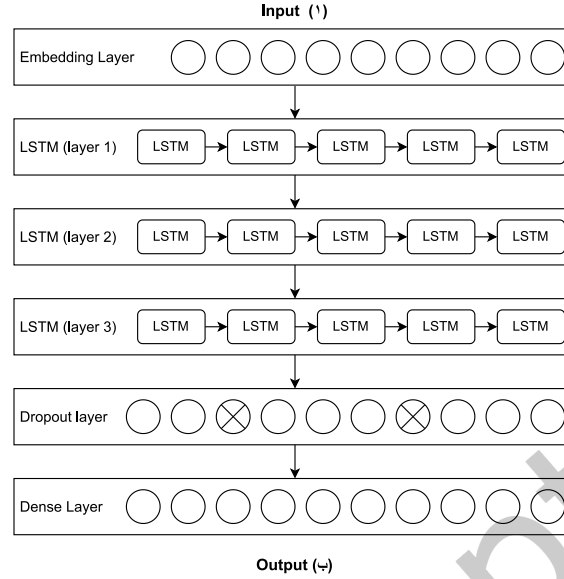 Input (١)
Embedding Layer
LSTM (layer 1) LSTM LSTM LSTM LSTM LSTM
LSTM (layer 2) LSTM LSTM LSTM LSTM LSTM
LSTM (layer 3) LSTM LSTM LSTM LSTM LSTM
Dropout layer
Dense Layer
Output (ب)